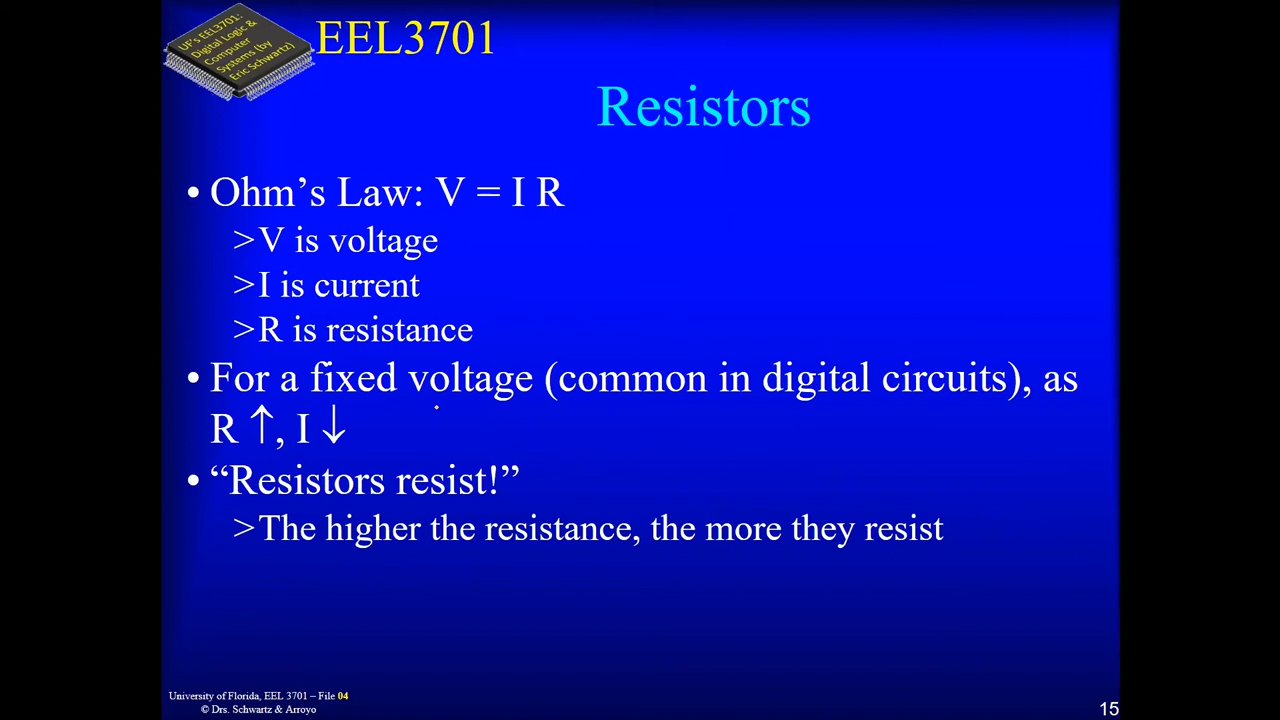 UF's EEL3701:
Digital Logic &
Computer
Systems (by
Eric Schwartz)
EEL3701
Resistors
• Ohm’s Law: V = I R
>V is voltage
>I is current
>R is resistance
• For a fixed voltage (common in digital circuits), as
R ↑, I ↓
• “Resistors resist!”
>The higher the resistance, the more they resist
University of Florida, EEL 3701 – File 04
© Drs. Schwartz & Arroyo
15